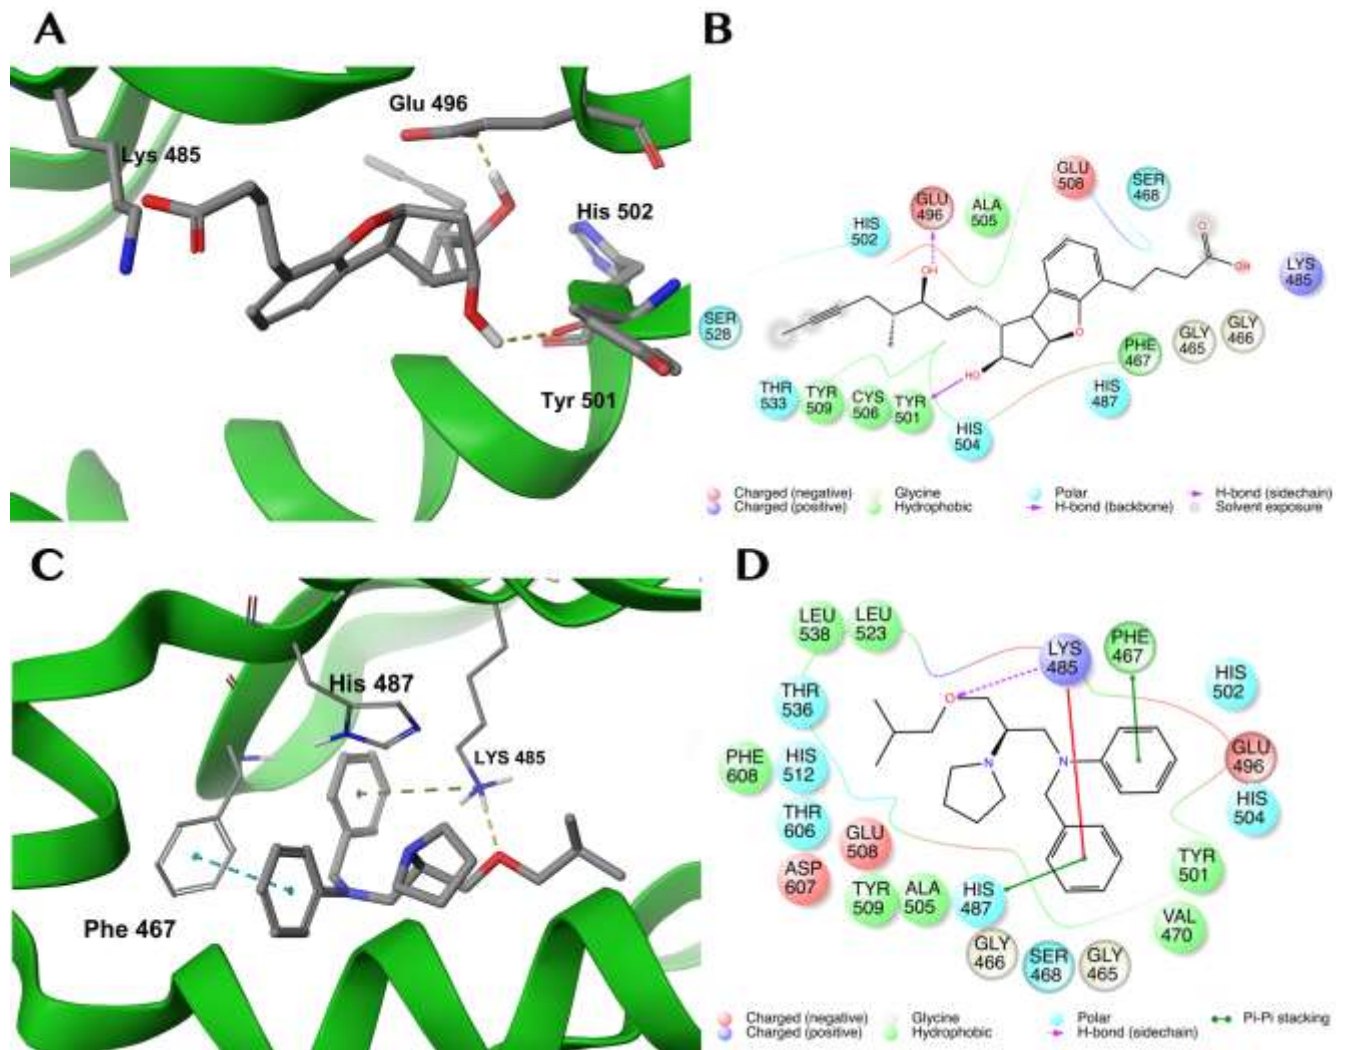 A
Glu 496
Lys 485
His 502
Tyr 501
B
GLU
508
SER
468
GLU
496
ALA
505
HIS
502
O
OH
OH
LYS
485
SER
528
O
PHE
467
GLY
465
GLY
466
HO
THR
533
TYR
509
CYS
506
TYR
501
HIS
487
HIS
504
Charged (negative)
Charged (positive)
Glycine
Hydrophobic
Polar
H-bond (backbone)
H-bond (sidechain)
Solvent exposure
C
His 487
LYS 485
Phe 467
D
LEU
538
LEU
523
LYS
485
PHE
467
HIS
502
THR
536
O
PHE
608
HIS
512
N
N
GLU
496
HIS
504
THR
606
GLU
508
ASP
607
TYR
509
ALA
505
HIS
487
TYR
501
VAL
470
GLY
466
SER
468
GLY
465
Charged (negative)
Charged (positive)
Glycine
Hydrophobic
Polar
H-bond (sidechain)
Pi-Pi stacking